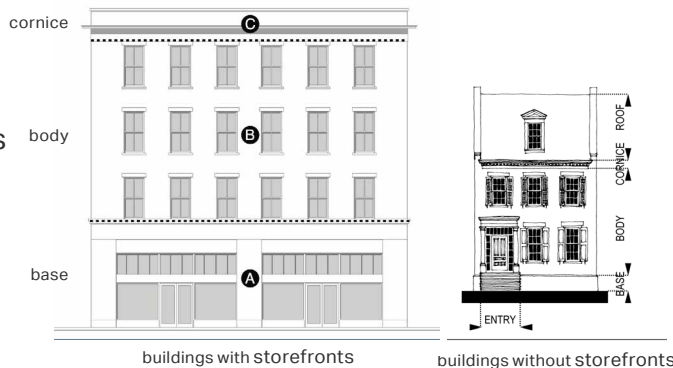 cornice
C
S
body
B
base
A
buildings with storefronts
ROOF
CORNICE
BODY
BASE
ENTRY
buildings without storefronts